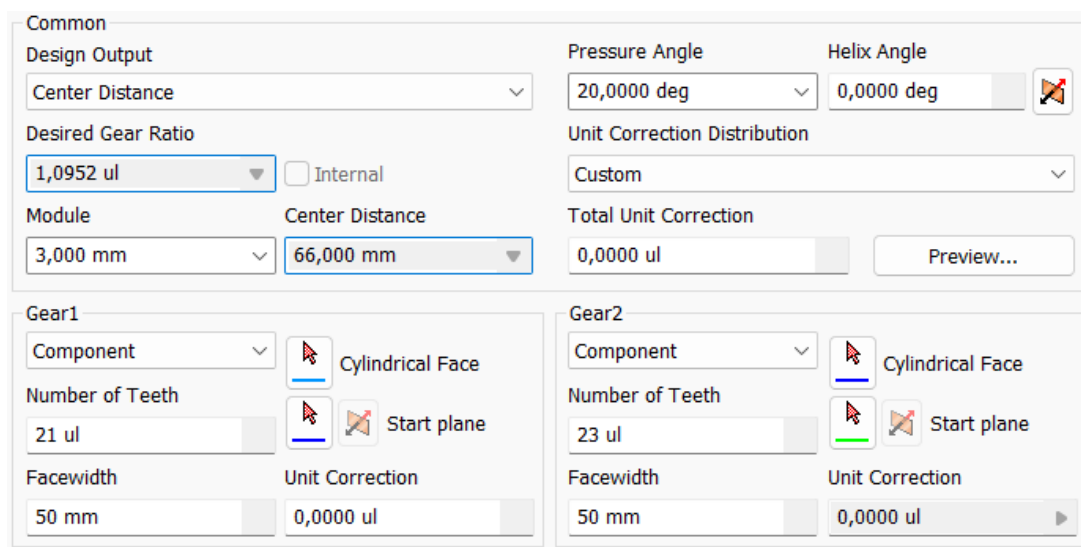 Common
Design Output
Pressure Angle
Helix Angle
Center Distance
20,0000 deg
0,0000 deg
Desired Gear Ratio
Unit Correction Distribution
1,0952 ul
Internal
Custom
Module
Center Distance
Total Unit Correction
3,000 mm
66,000 mm
0,0000 ul
Preview...
Gear1
Component
Cylindrical Face
Number of Teeth
21 ul
Start plane
Facewidth
Unit Correction
50 mm
0,0000 ul
Gear2
Component
Cylindrical Face
Number of Teeth
23 ul
Start plane
Facewidth
Unit Correction
50 mm
0,0000 ul